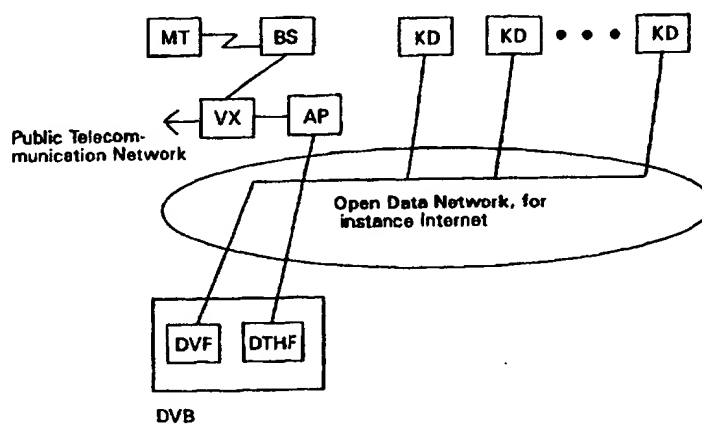 MT
BS
KD
KD
KD
VX
AP
Public Telecom-
munication Network
Open Data Network, for
instance Internet
DVF
DTHF
DVB